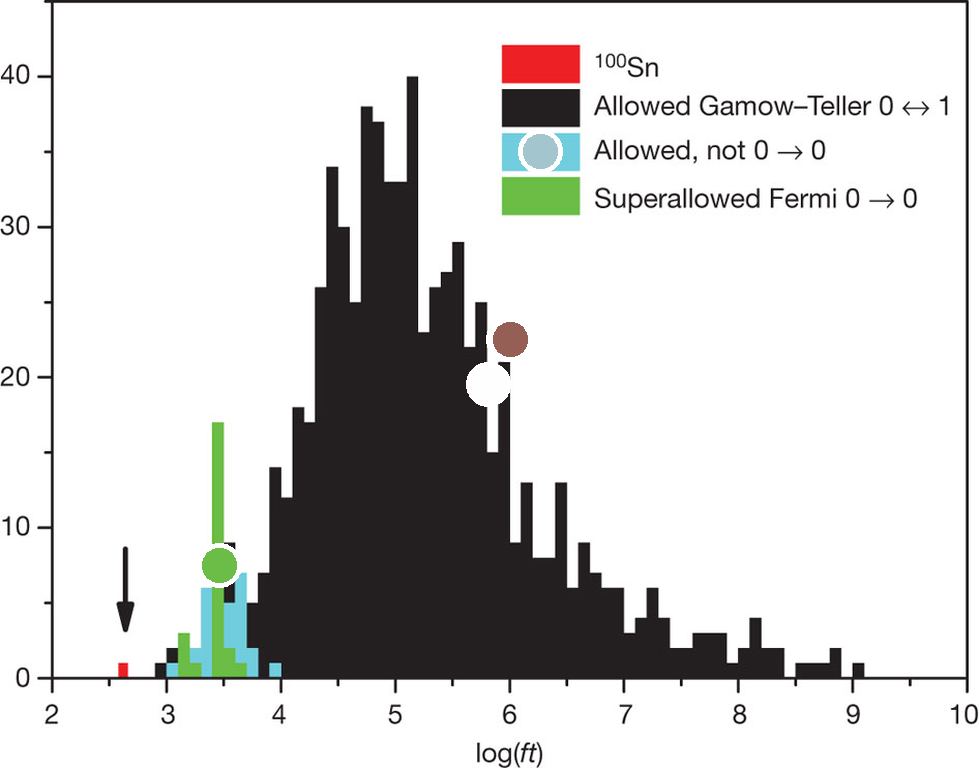 40
30
20
10
0
2 3 4 5 6 7 8 9 10
log(ft)
¹⁰⁰Sn
Allowed Gamow–Teller 0 ↔ 1
Allowed, not 0 → 0
Superallowed Fermi 0 → 0